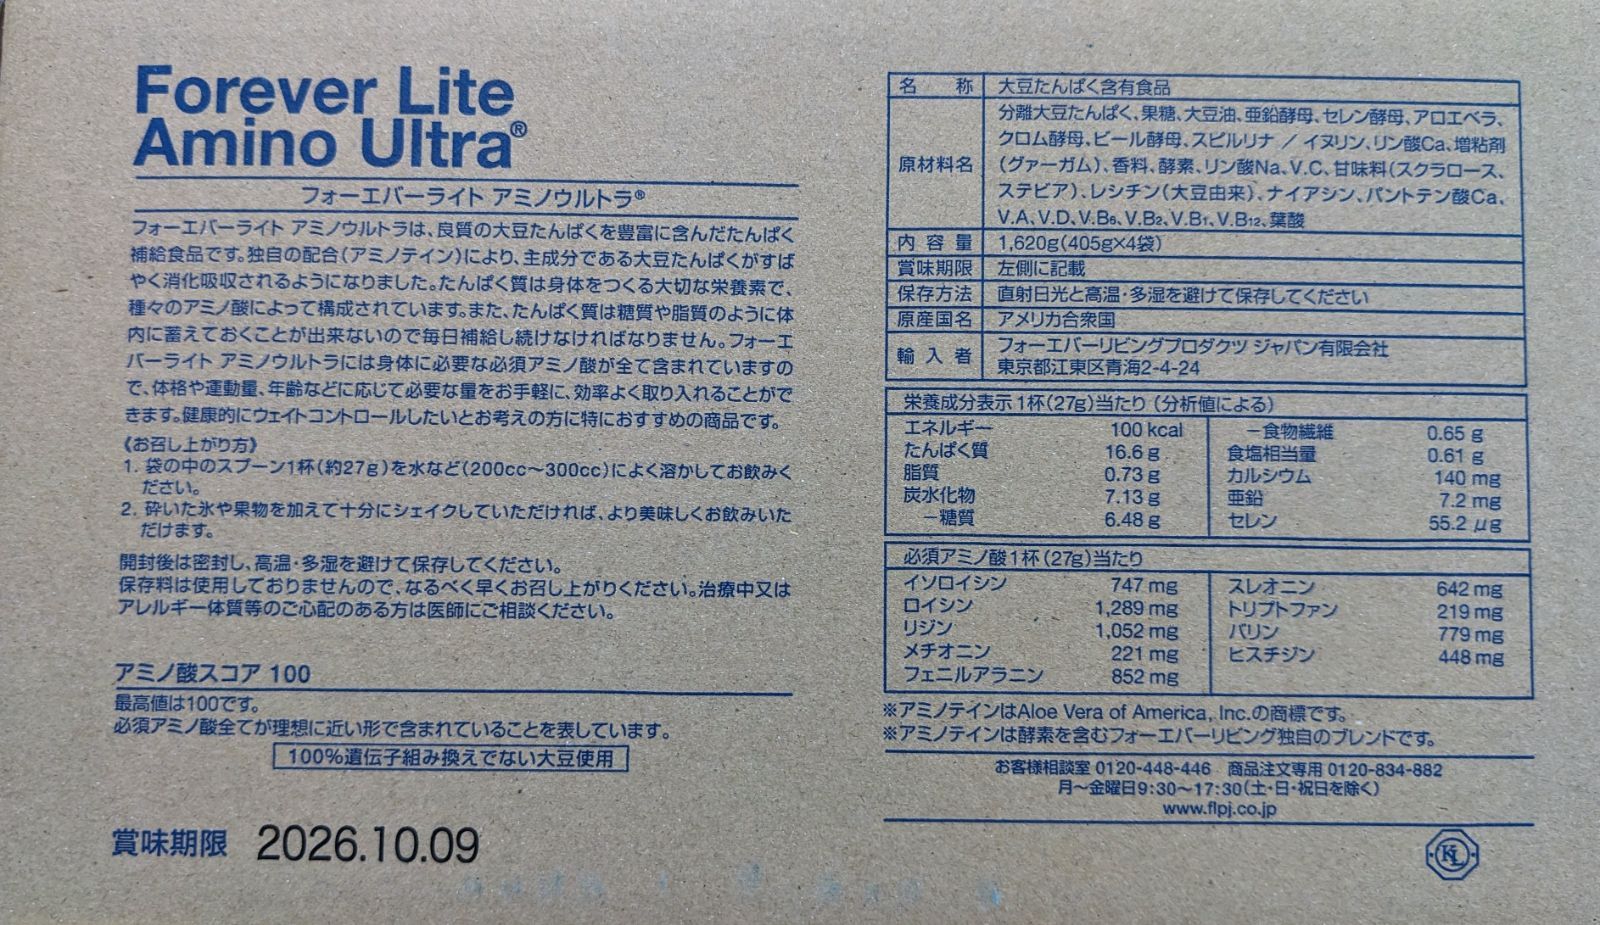 Forever Lite
Amino Ultra®
フォーエバーライト アミノウルトラ®
フォーエバーライト アミノウルトラは、良質の大豆たんぱくを豊富に含んだたんぱく
補給食品です。独自の配合(アミノテイン)により、主成分である大豆たんぱくがすば
やく消化吸収されるようになりました。たんぱく質は身体をつくる大切な栄養素で、
種々のアミノ酸によって構成されています。また、たんぱく質は糖質や脂質のように体
内に蓄えておくことが出来ないので毎日補給し続けなければなりません。フォーエ
バーライト アミノウルトラには身体に必要な必須アミノ酸が全て含まれていますの
で、体格や運動量、年齢などに応じて必要な量をお手軽に、効率よく取り入れることがで
きます。健康的にウェイトコントロールしたいとお考えの方に特におすすめの商品です。
《お召し上がり方》
1. 袋の中のスプーン1杯(約27g)を水など(200cc〜300cc)によく溶かしてお飲みく
ださい。
2. 砕いた氷や果物を加えて十分にシェイクしていただければ、より美味しくお飲みいた
だけます。
開封後は密封し、高温・多湿を避けて保存してください。
保存料は使用しておりませんので、なるべく早くお召し上がりください。治療中又は
アレルギー体質等のご心配のある方は医師にご相談ください。
アミノ酸スコア 100
最高値は100です。
必須アミノ酸全てが理想に近い形で含まれていることを表しています。
100%遺伝子組み換えでない大豆使用
賞味期限 2026.10.09
名 称 大豆たんぱく含有食品
原材料名 分離大豆たんぱく、果糖、大豆油、亜鉛酵母、セレン酵母、アロエベラ、
クロム酵母、ビール酵母、スピルリナ / イヌリン、リン酸Ca、増粘剤
(グァーガム)、香料、酵素、リン酸Na、V.C、甘味料(スクラロース、
ステビア)、レシチン(大豆由来)、ナイアシン、パントテン酸Ca、
V.A、V.D、V.B6、V.B2、V.B1、V.B12、葉酸
内 容 量 1,620g(405g×4袋)
賞味期限 左側に記載
保存方法 直射日光と高温・多湿を避けて保存してください
原産国名 アメリカ合衆国
輸 入 者 フォーエバーリビングプロダクツ ジャパン有限会社
東京都江東区青海2-4-24
栄養成分表示1杯(27g)当たり (分析値による)
エネルギー 100 kcal
たんぱく質 16.6 g
脂質 0.73 g
炭水化物 7.13 g
－糖質 6.48 g
－食物繊維 0.65 g
食塩相当量 0.61 g
カルシウム 140 mg
亜鉛 7.2 mg
セレン 55.2 μg
必須アミノ酸1杯(27g)当たり
イソロイシン 747 mg
ロイシン 1,289 mg
リジン 1,052 mg
メチオニン 221 mg
フェニルアラニン 852 mg
スレオニン 642 mg
トリプトファン 219 mg
バリン 779 mg
ヒスチジン 448 mg
※アミノテインはAloe Vera of America, Inc.の商標です。
※アミノテインは酵素を含むフォーエバーリビング独自のブレンドです。
お客様相談室 0120-448-446 商品注文専用 0120-834-882
月〜金曜日9:30〜17:30(土・日・祝日を除く)
www.flpj.co.jp
KL